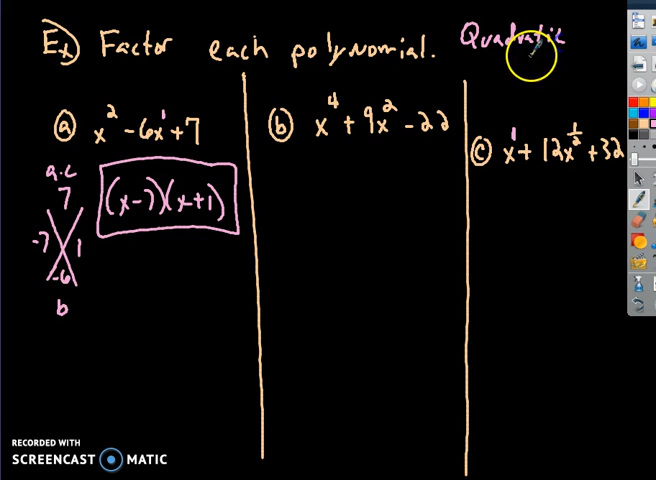 Ex) Factor each polynomial. Quadratic
ⓐ x² - 6x¹ + 7
a.c
7
-7 1
-6
b
(x-7)(x+1)
ⓑ x⁴ + 9x² - 22
ⓒ x¹ + 12x^½ + 32
RECORDED WITH
SCREENCAST MATIC